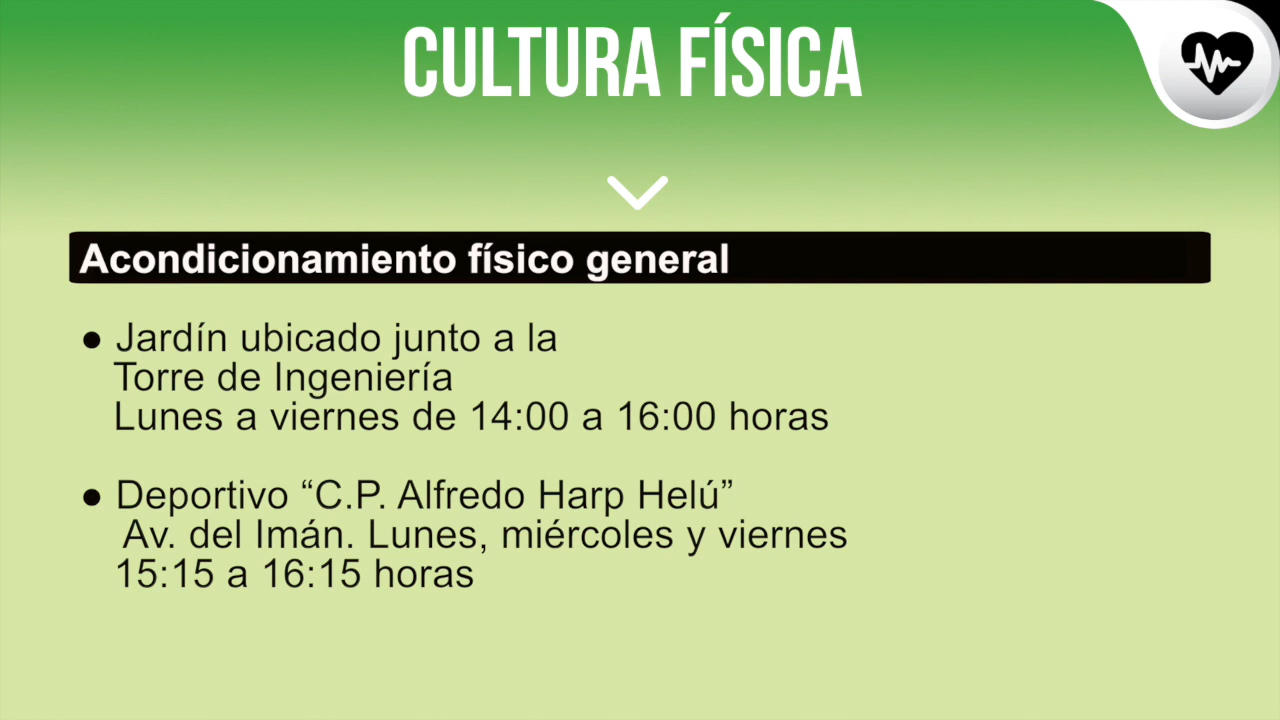 CULTURA FÍSICA
Acondicionamiento físico general
● Jardín ubicado junto a la
Torre de Ingeniería
Lunes a viernes de 14:00 a 16:00 horas
● Deportivo “C.P. Alfredo Harp Helú”
Av. del Imán. Lunes, miércoles y viernes
15:15 a 16:15 horas